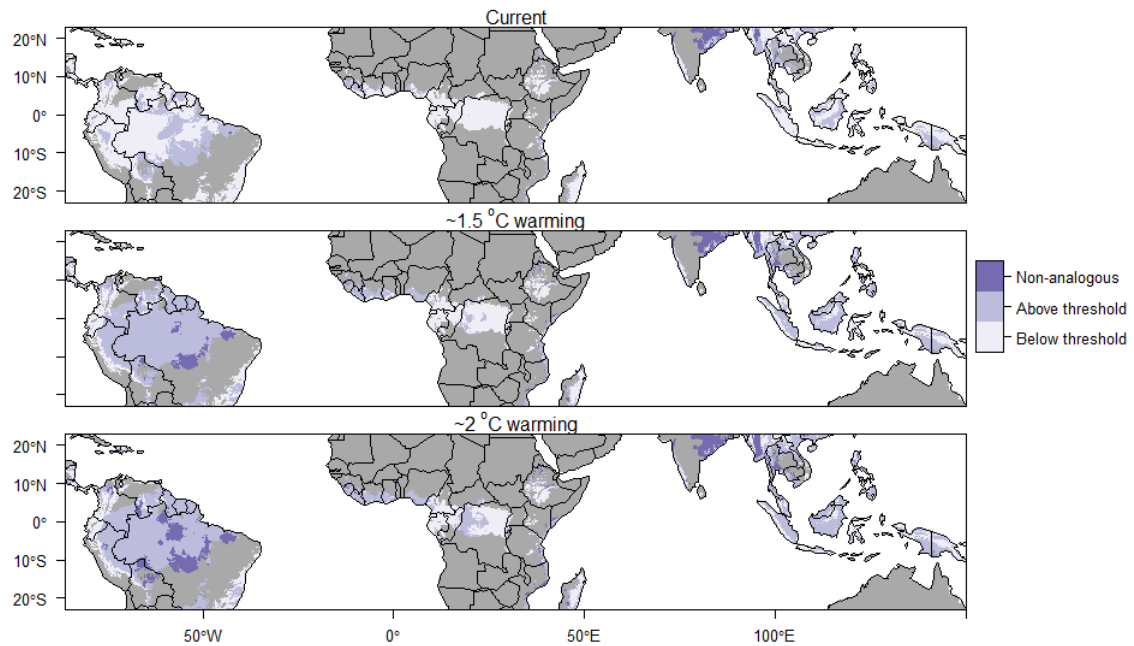 Current
20°N
10°N
0°
10°S
20°S
~1.5 °C warming
Non-analogous
Above threshold
Below threshold
~2 °C warming
20°N
10°N
0°
10°S
20°S
50°W
0°
50°E
100°E